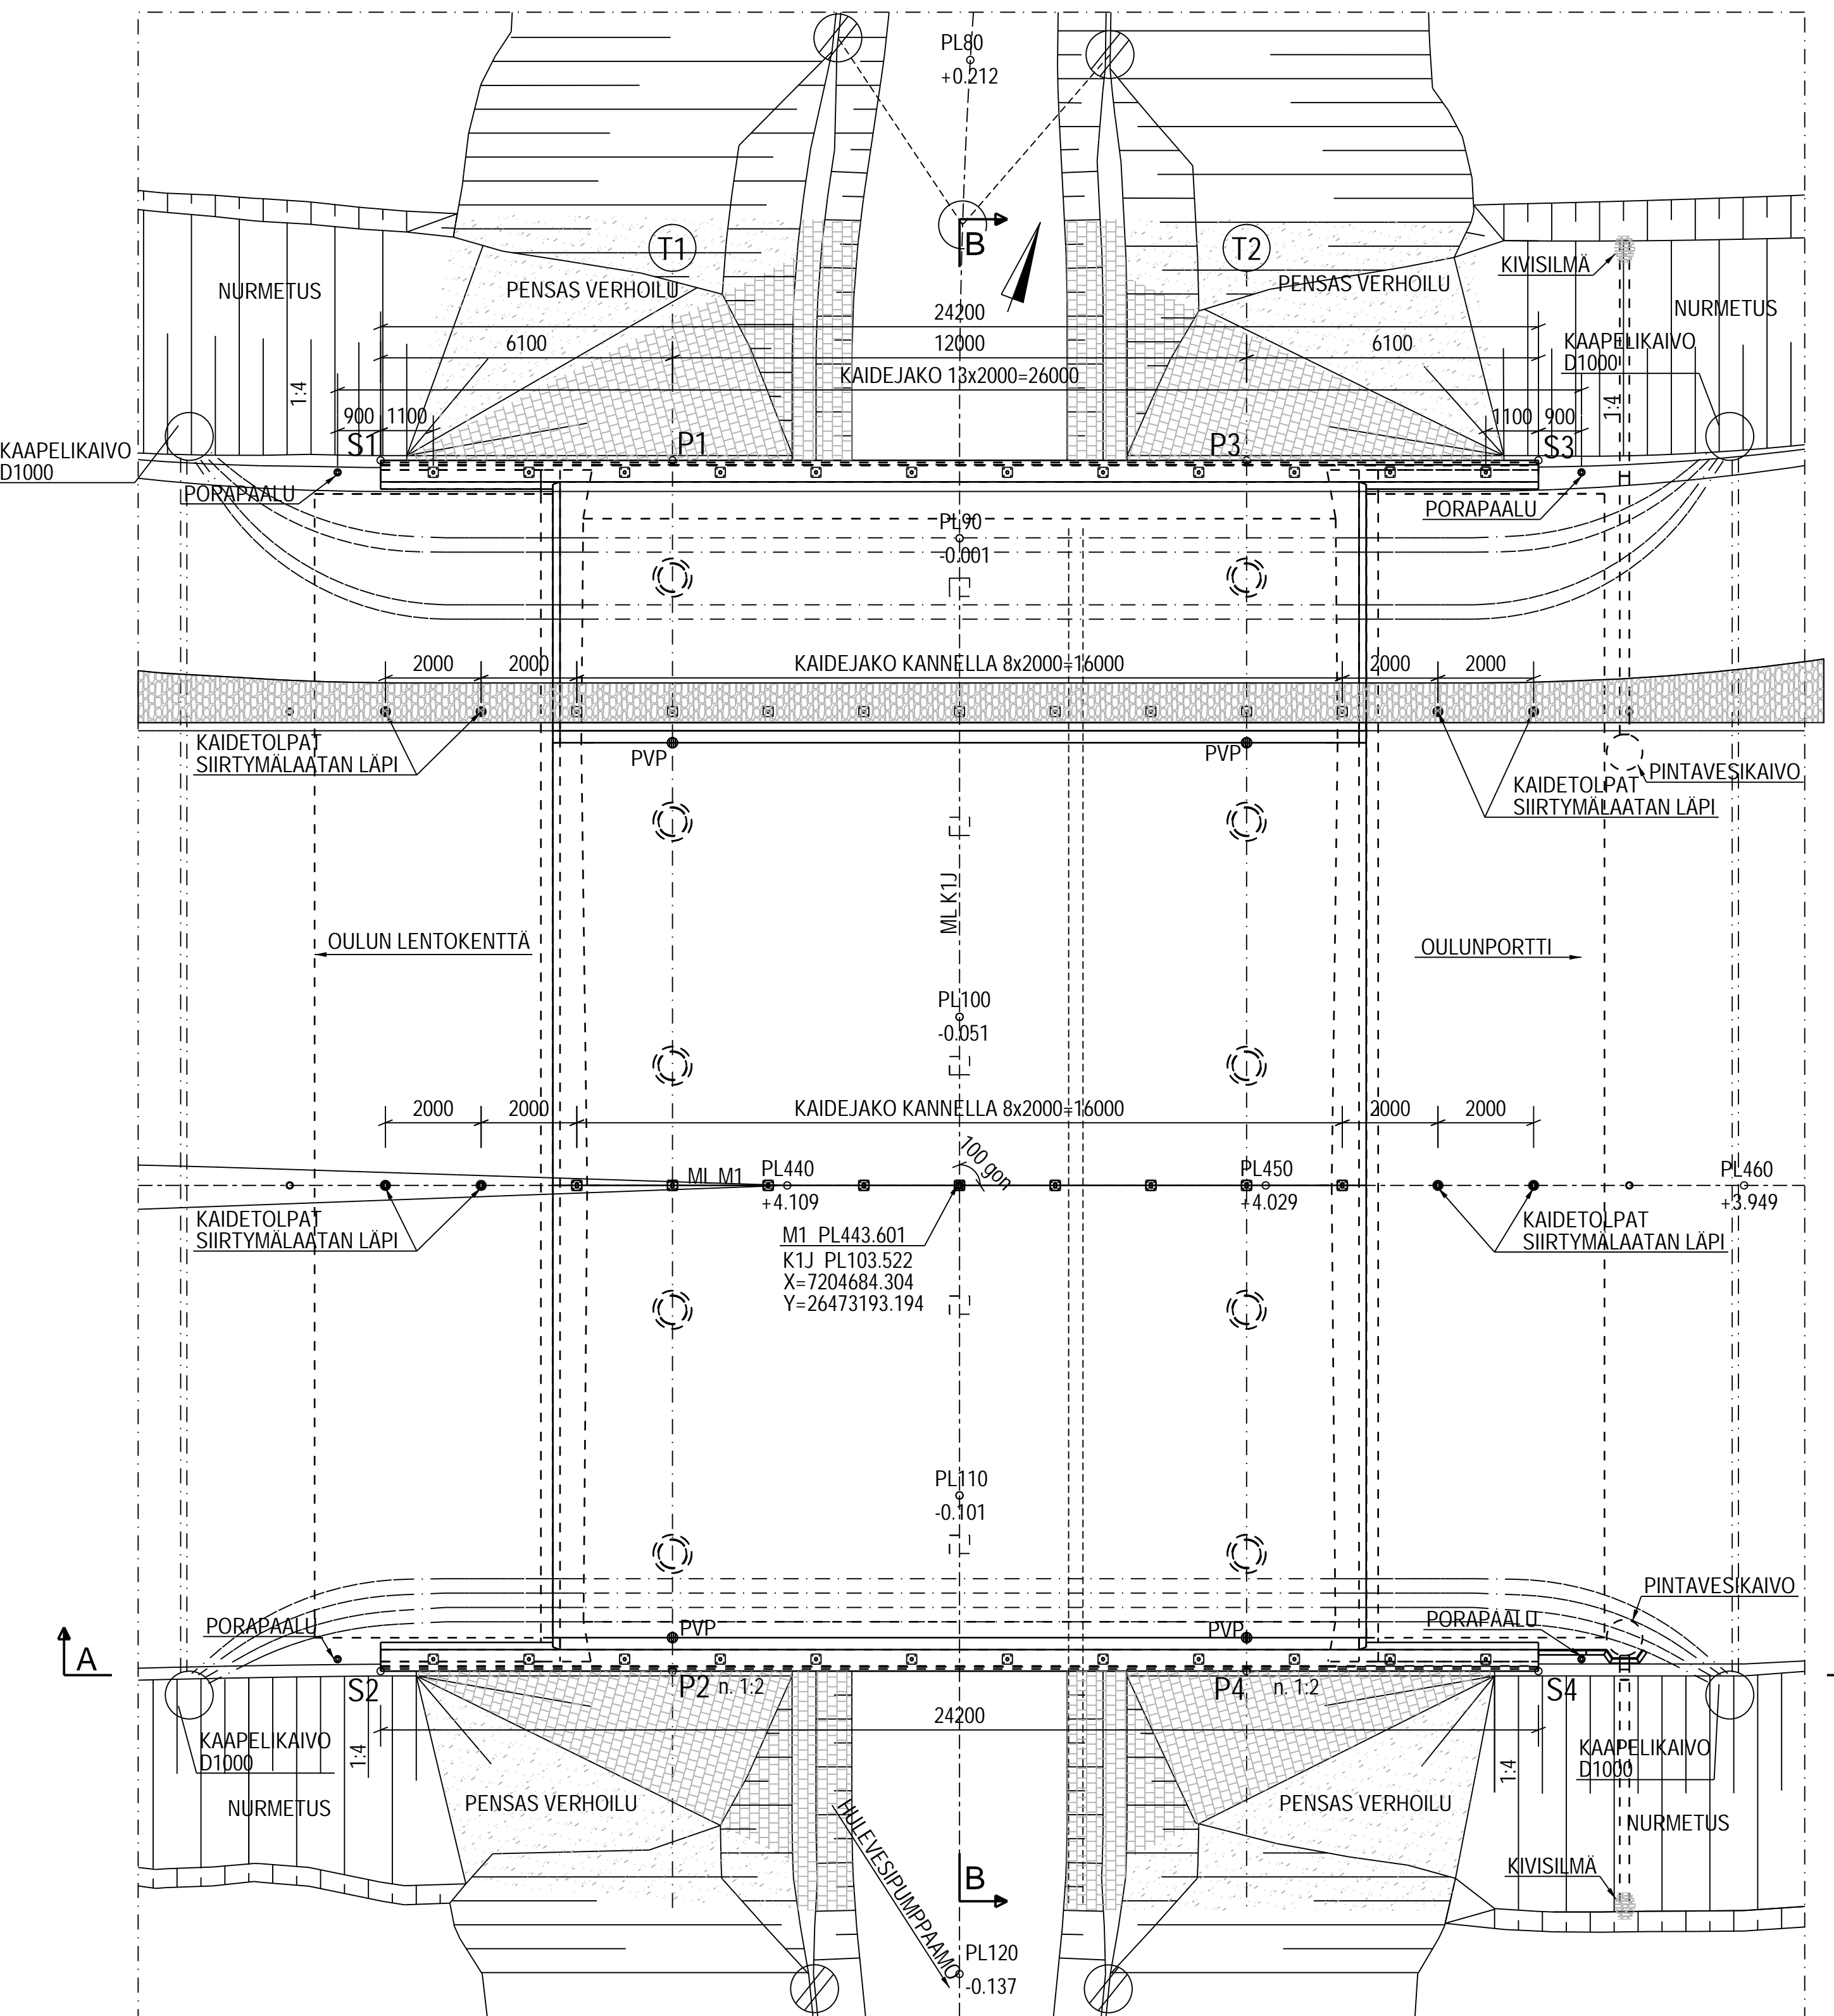 PL80
+0.212
B
T1
T2
KIVISILMÄ
NURMETUS
PENSAS VERHOILU
PENSAS VERHOILU
NURMETUS
24200
6100
12000
6100
KAAPELIKAIVO
D1000
KAIDEJAKO 13x2000=26000
1:4
1:4
900
1100
1100
900
KAAPELIKAIVO
D1000
S1
P1
P3
S3
PORAPAALU
PORAPAALU
PL90
-0.001
2000
2000
KAIDEJAKO KANNELLA 8x2000=16000
2000
2000
KAIDETOLPAT
SIIRTYMÄLAATAN LÄPI
PVP
PVP
PINTAVESIKAIVO
KAIDETOLPAT
SIIRTYMÄLAATAN LÄPI
ML K1J
OULUN LENTOKENTTÄ
OULUNPORTTI
PL100
-0.051
2000
2000
KAIDEJAKO KANNELLA 8x2000=16000
2000
2000
100 gon
ML M1
PL440
+4.109
PL450
+4.029
PL460
+3.949
KAIDETOLPAT
SIIRTYMÄLAATAN LÄPI
KAIDETOLPAT
SIIRTYMÄLAATAN LÄPI
M1 PL443.601
K1J PL103.522
X=7204684.304
Y=26473193.194
PL110
-0.101
PINTAVESIKAIVO
PORAPAALU
PVP
PVP
PORAPAALU
A
S2
P2
n. 1:2
P4
n. 1:2
S4
24200
KAAPELIKAIVO
D1000
1:4
1:4
KAAPELIKAIVO
D1000
NURMETUS
PENSAS VERHOILU
PENSAS VERHOILU
NURMETUS
HULEVESIPUMPPAAMO
KIVISILMÄ
B
PL120
-0.137